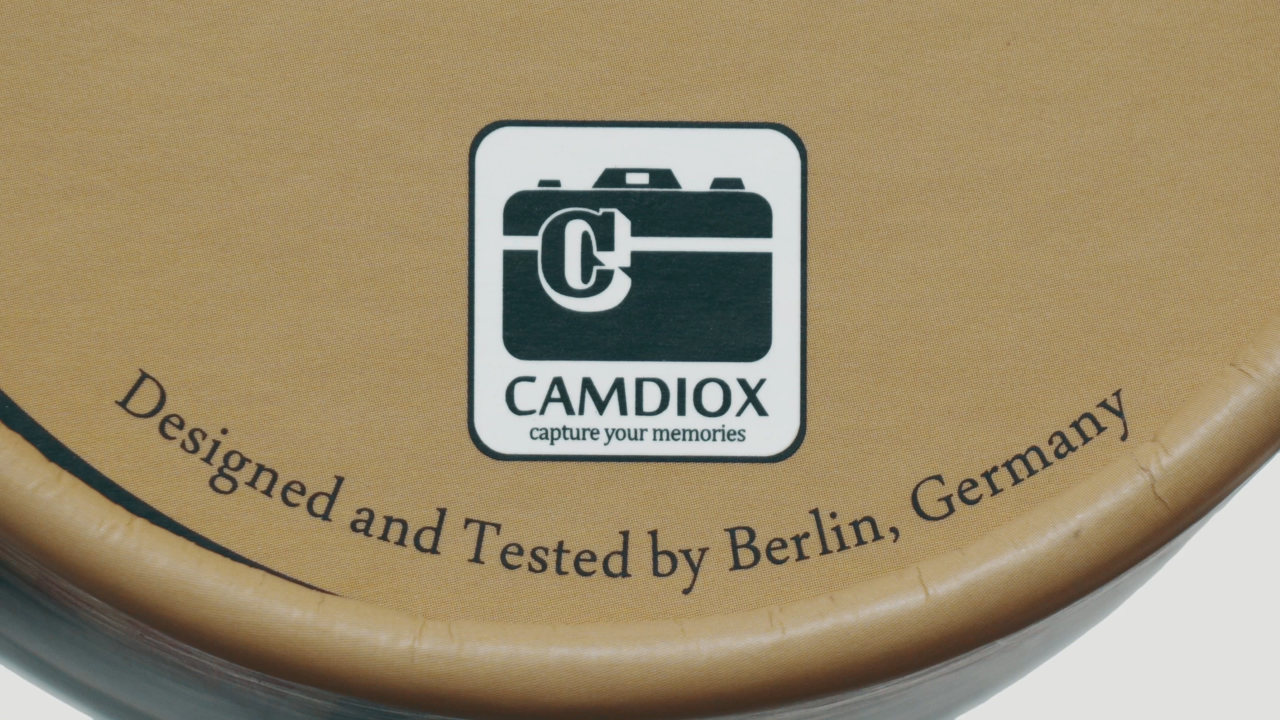 C
CAMDIOX
capture your memories
Designed and Tested by Berlin, Germany